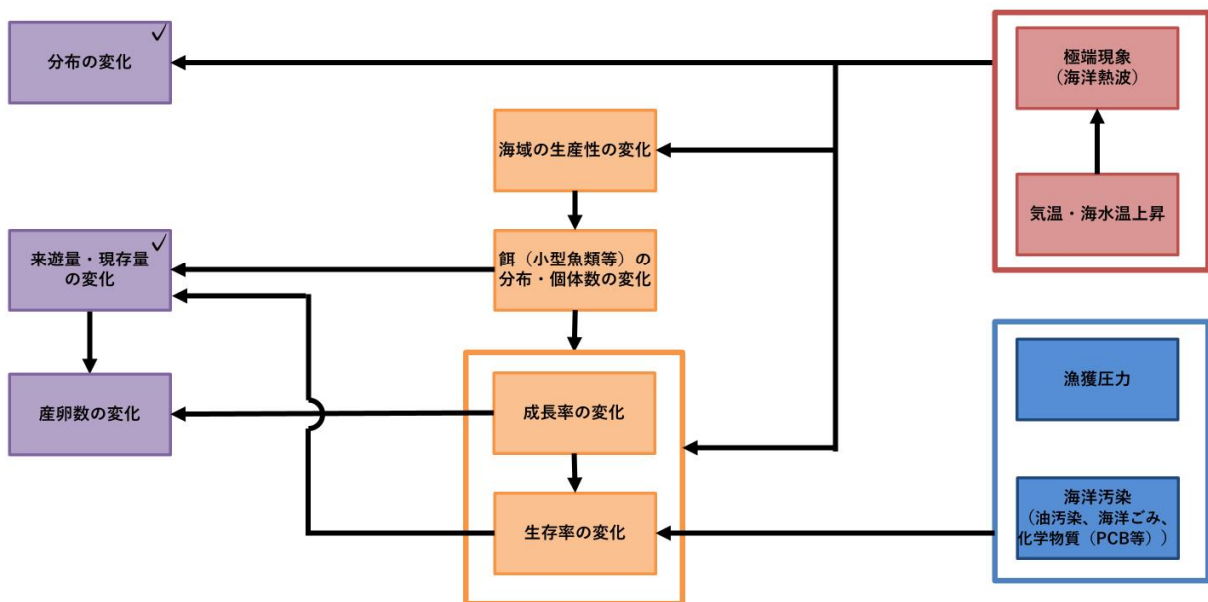 分布の変化
✓
極端現象
（海洋熱波）
海域の生産性の変化
気温・海水温上昇
来遊量・現存量
の変化
✓
餌（小型魚類等）の
分布・個体数の変化
漁獲圧力
産卵数の変化
成長率の変化
生存率の変化
海洋汚染
（油汚染、海洋ごみ、
化学物質（PCB等））